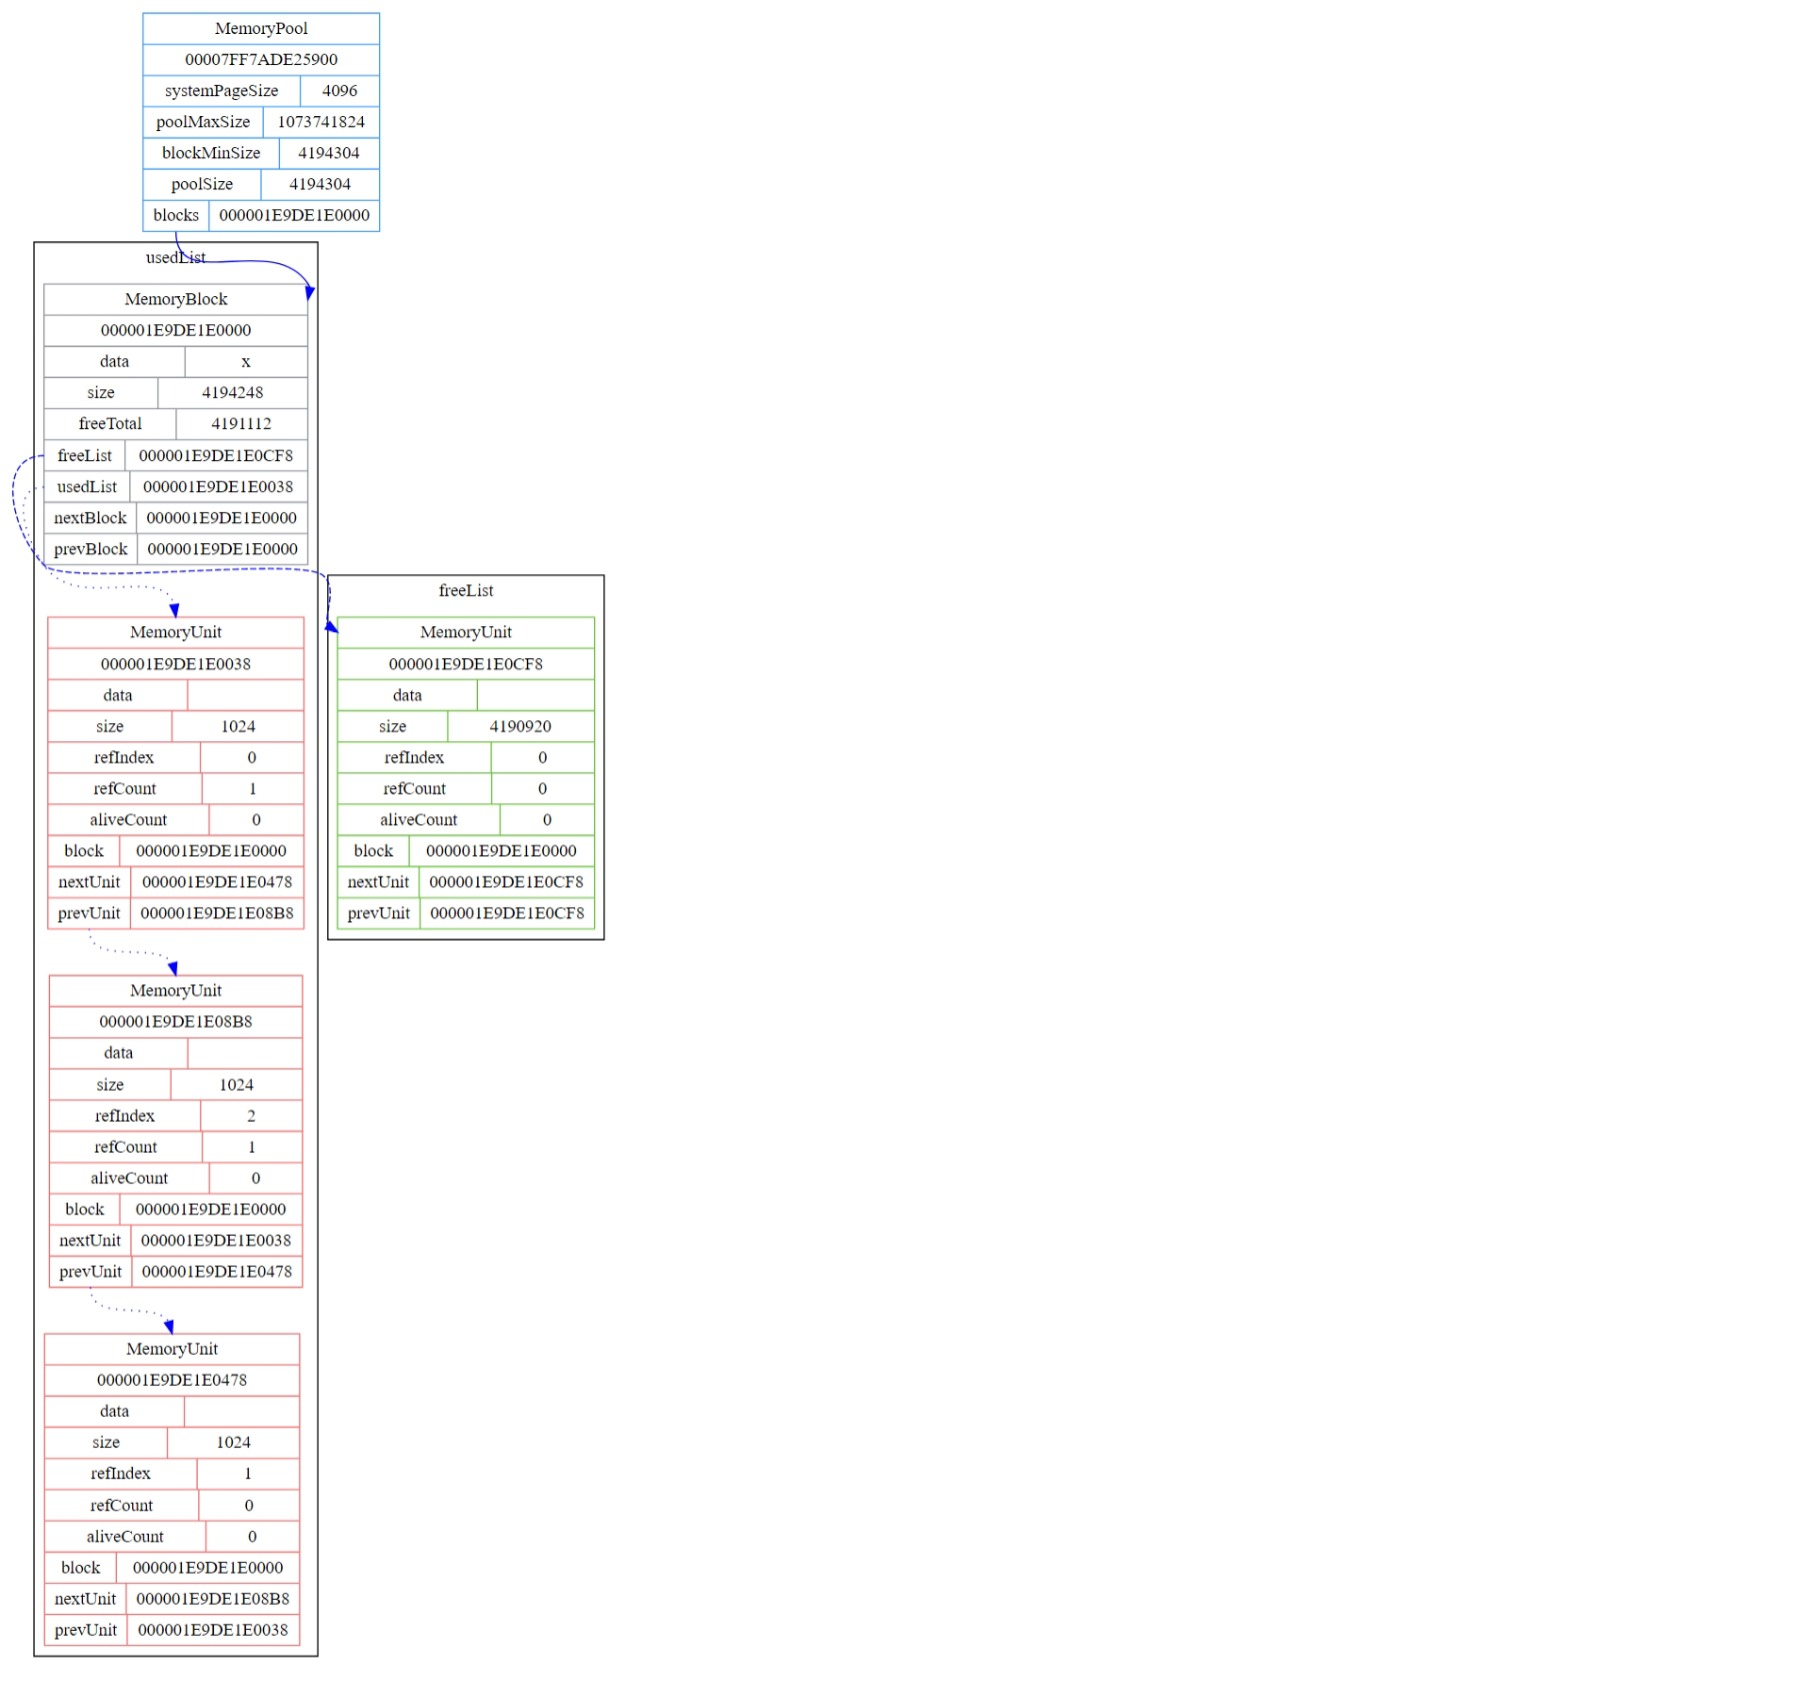 MemoryPool
00007FF7ADE25900
systemPageSize 4096
poolMaxSize 1073741824
blockMinSize 4194304
poolSize 4194304
blocks 000001E9DE1E0000
usedList
MemoryBlock
000001E9DE1E0000
data x
size 4194248
freeTotal 4191112
freeList 000001E9DE1E0CF8
usedList 000001E9DE1E0038
nextBlock 000001E9DE1E0000
prevBlock 000001E9DE1E0000
MemoryUnit
000001E9DE1E0038
data
size 1024
refIndex 0
refCount 1
aliveCount 0
block 000001E9DE1E0000
nextUnit 000001E9DE1E0478
prevUnit 000001E9DE1E08B8
MemoryUnit
000001E9DE1E08B8
data
size 1024
refIndex 2
refCount 1
aliveCount 0
block 000001E9DE1E0000
nextUnit 000001E9DE1E0038
prevUnit 000001E9DE1E0478
MemoryUnit
000001E9DE1E0478
data
size 1024
refIndex 1
refCount 0
aliveCount 0
block 000001E9DE1E0000
nextUnit 000001E9DE1E08B8
prevUnit 000001E9DE1E0038
freeList
MemoryUnit
000001E9DE1E0CF8
data
size 4190920
refIndex 0
refCount 0
aliveCount 0
block 000001E9DE1E0000
nextUnit 000001E9DE1E0CF8
prevUnit 000001E9DE1E0CF8